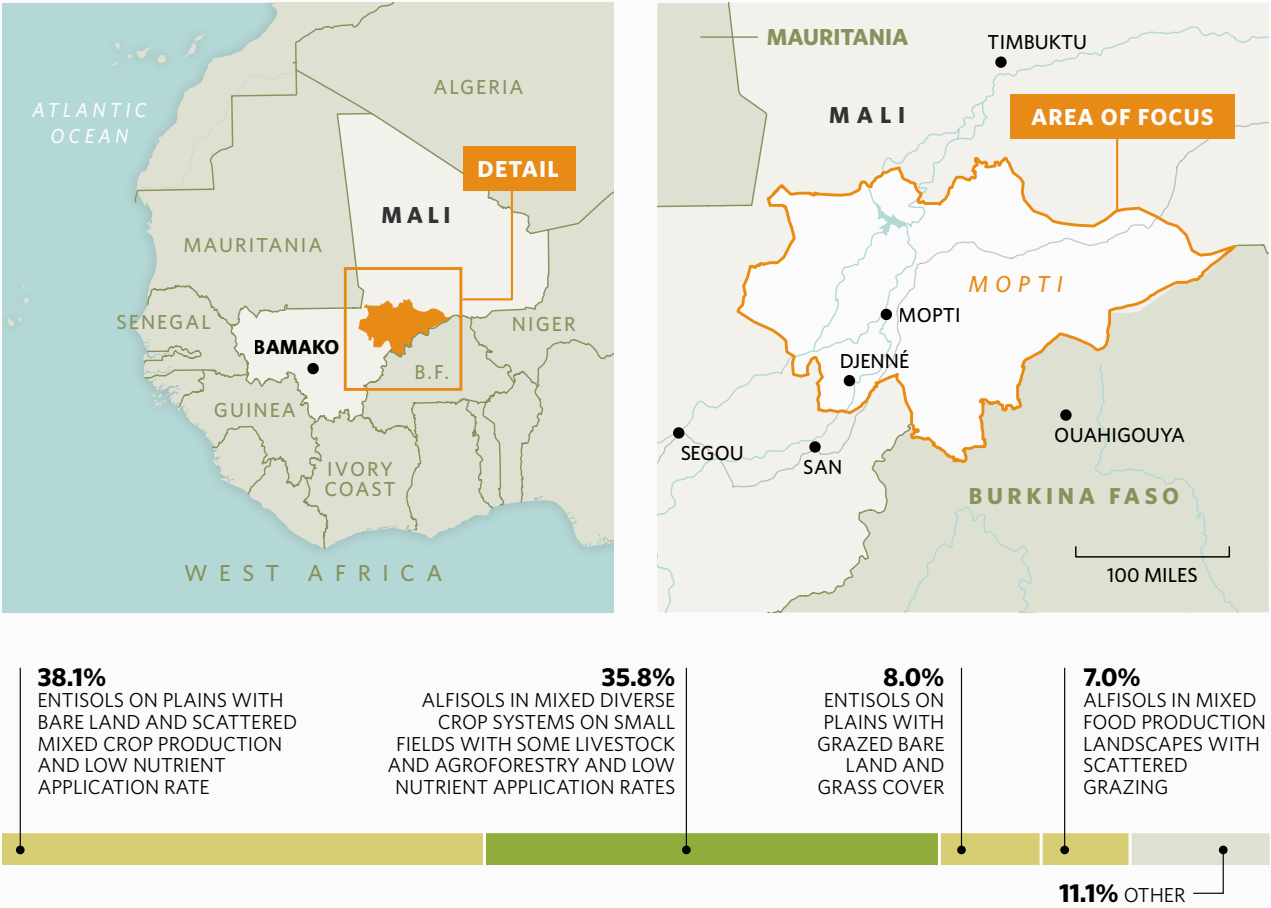 ATLANTIC
OCEAN
ALGERIA
DETAIL
MALI
MAURITANIA
SENEGAL
NIGER
BAMAKO
B.F.
GUINEA
IVORY
COAST
WEST AFRICA
MAURITANIA
TIMBUKTU
MALI
AREA OF FOCUS
MOPTI
MOPTI
DJENNÉ
OUAHIGOUYA
SEGOU
SAN
BURKINA FASO
100 MILES
38.1%
ENTISOLS ON PLAINS WITH
BARE LAND AND SCATTERED
MIXED CROP PRODUCTION
AND LOW NUTRIENT
APPLICATION RATE
35.8%
ALFISOLS IN MIXED DIVERSE
CROP SYSTEMS ON SMALL
FIELDS WITH SOME LIVESTOCK
AND AGROFORESTRY AND LOW
NUTRIENT APPLICATION RATES
8.0%
ENTISOLS ON
PLAINS WITH
GRAZED BARE
LAND AND
GRASS COVER
7.0%
ALFISOLS IN MIXED
FOOD PRODUCTION
LANDSCAPES WITH
SCATTERED
GRAZING
11.1% OTHER